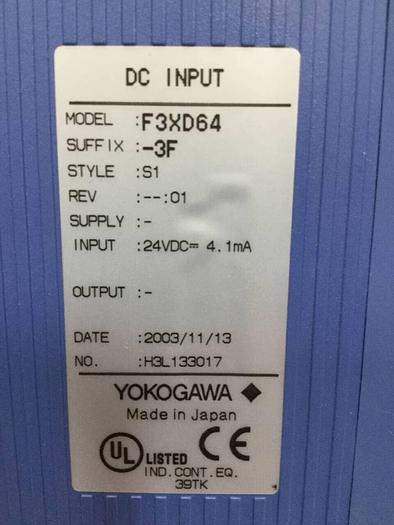 DC INPUT
MODEL :F3XD64
SUFFIX :-3F
STYLE :S1
REV :--:01
SUPPLY :-
INPUT :24VDC⎓ 4.1mA
OUTPUT :-
DATE :2003/11/13
NO. :H3L133017
YOKOGAWA ◆
Made in Japan
UL LISTED CE
IND.CONT.EQ.
39TK